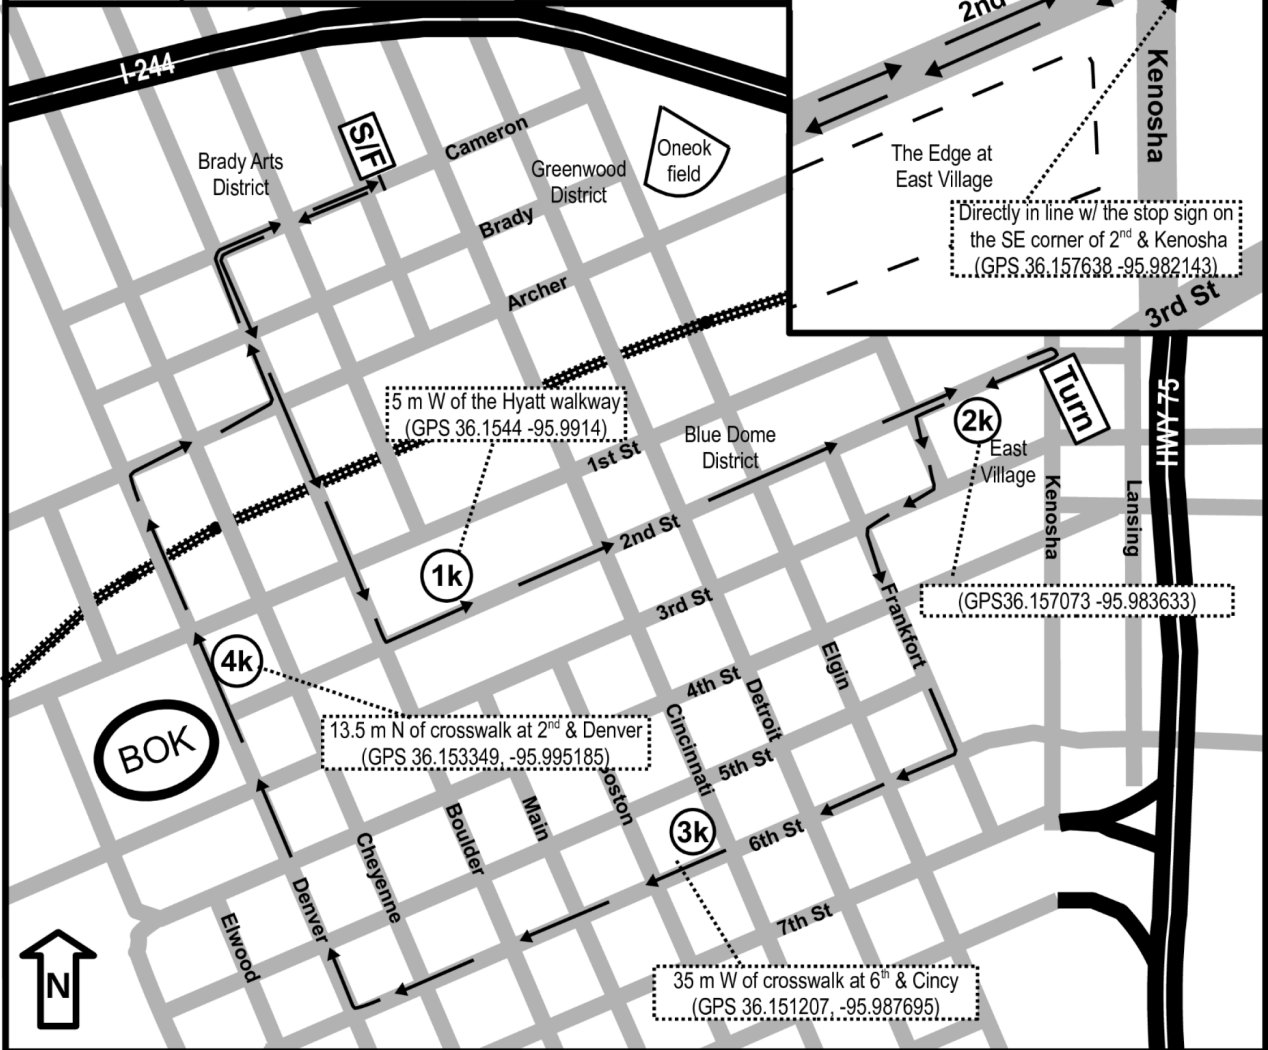 I-244
S/F
Cameron
Brady Arts
District
Greenwood
District
Oneok
field
Brady
Archer
2nd
Kenosha
The Edge at
East Village
Directly in line w/ the stop sign on
the SE corner of 2nd & Kenosha
(GPS 36.157638 -95.982143)
3rd St
5 m W of the Hyatt walkway
(GPS 36.1544 -95.9914)
1st St
Blue Dome
District
Turn
HWY 75
2k
East
Village
Kenosha
Lansing
2nd St
1k
3rd St
(GPS36.157073 -95.983633)
Frankfort
Elgin
4k
4th St
Detroit
Cincinnati
5th St
BOK
13.5 m N of crosswalk at 2nd & Denver
(GPS 36.153349, -95.995185)
oston
Main
Boulder
Cheyenne
3k
6th St
Denver
Elwood
7th St
N
35 m W of crosswalk at 6th & Cincy
(GPS 36.151207, -95.987695)